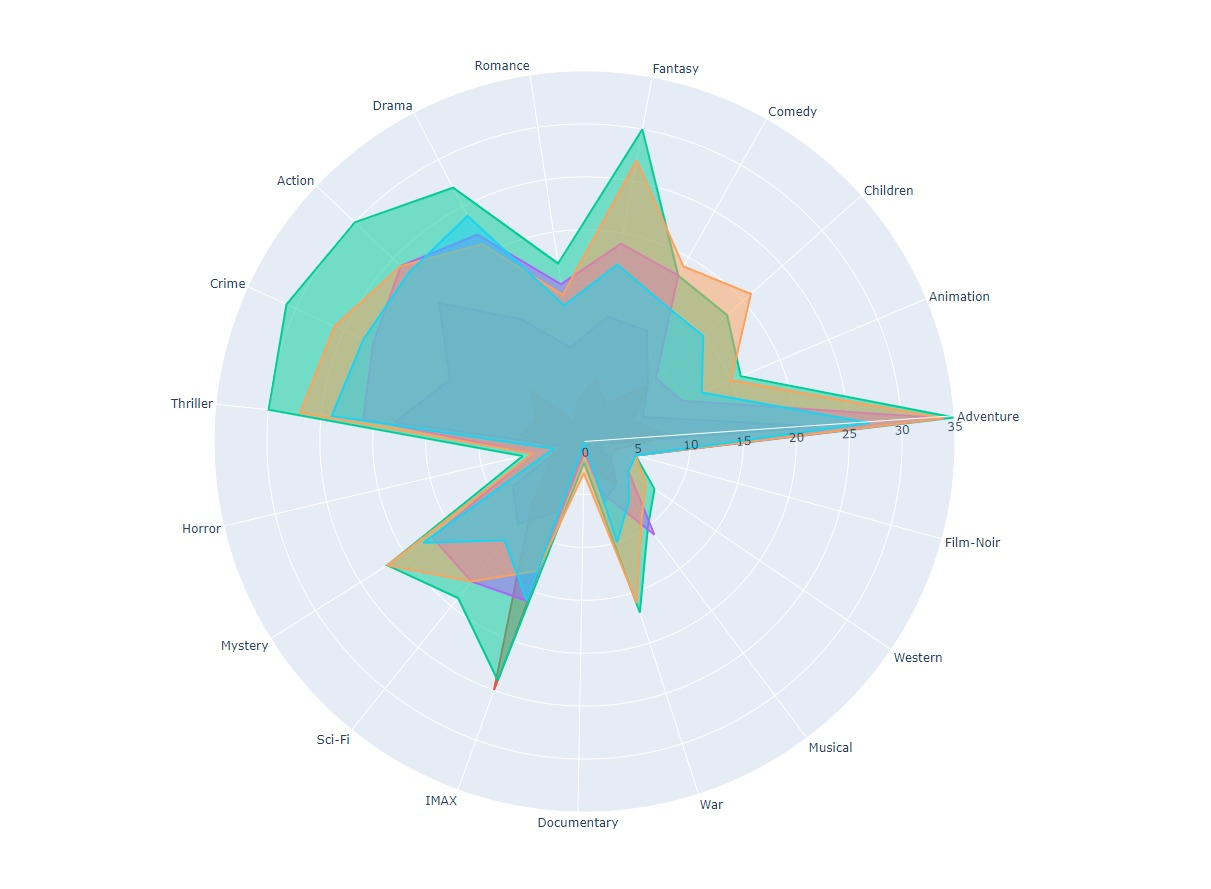 Romance
Fantasy
Drama
Comedy
Action
Children
Crime
Animation
Thriller
Adventure
0
5
10
15
20
25
30
35
Horror
Film-Noir
Mystery
Western
Sci-Fi
Musical
IMAX
War
Documentary